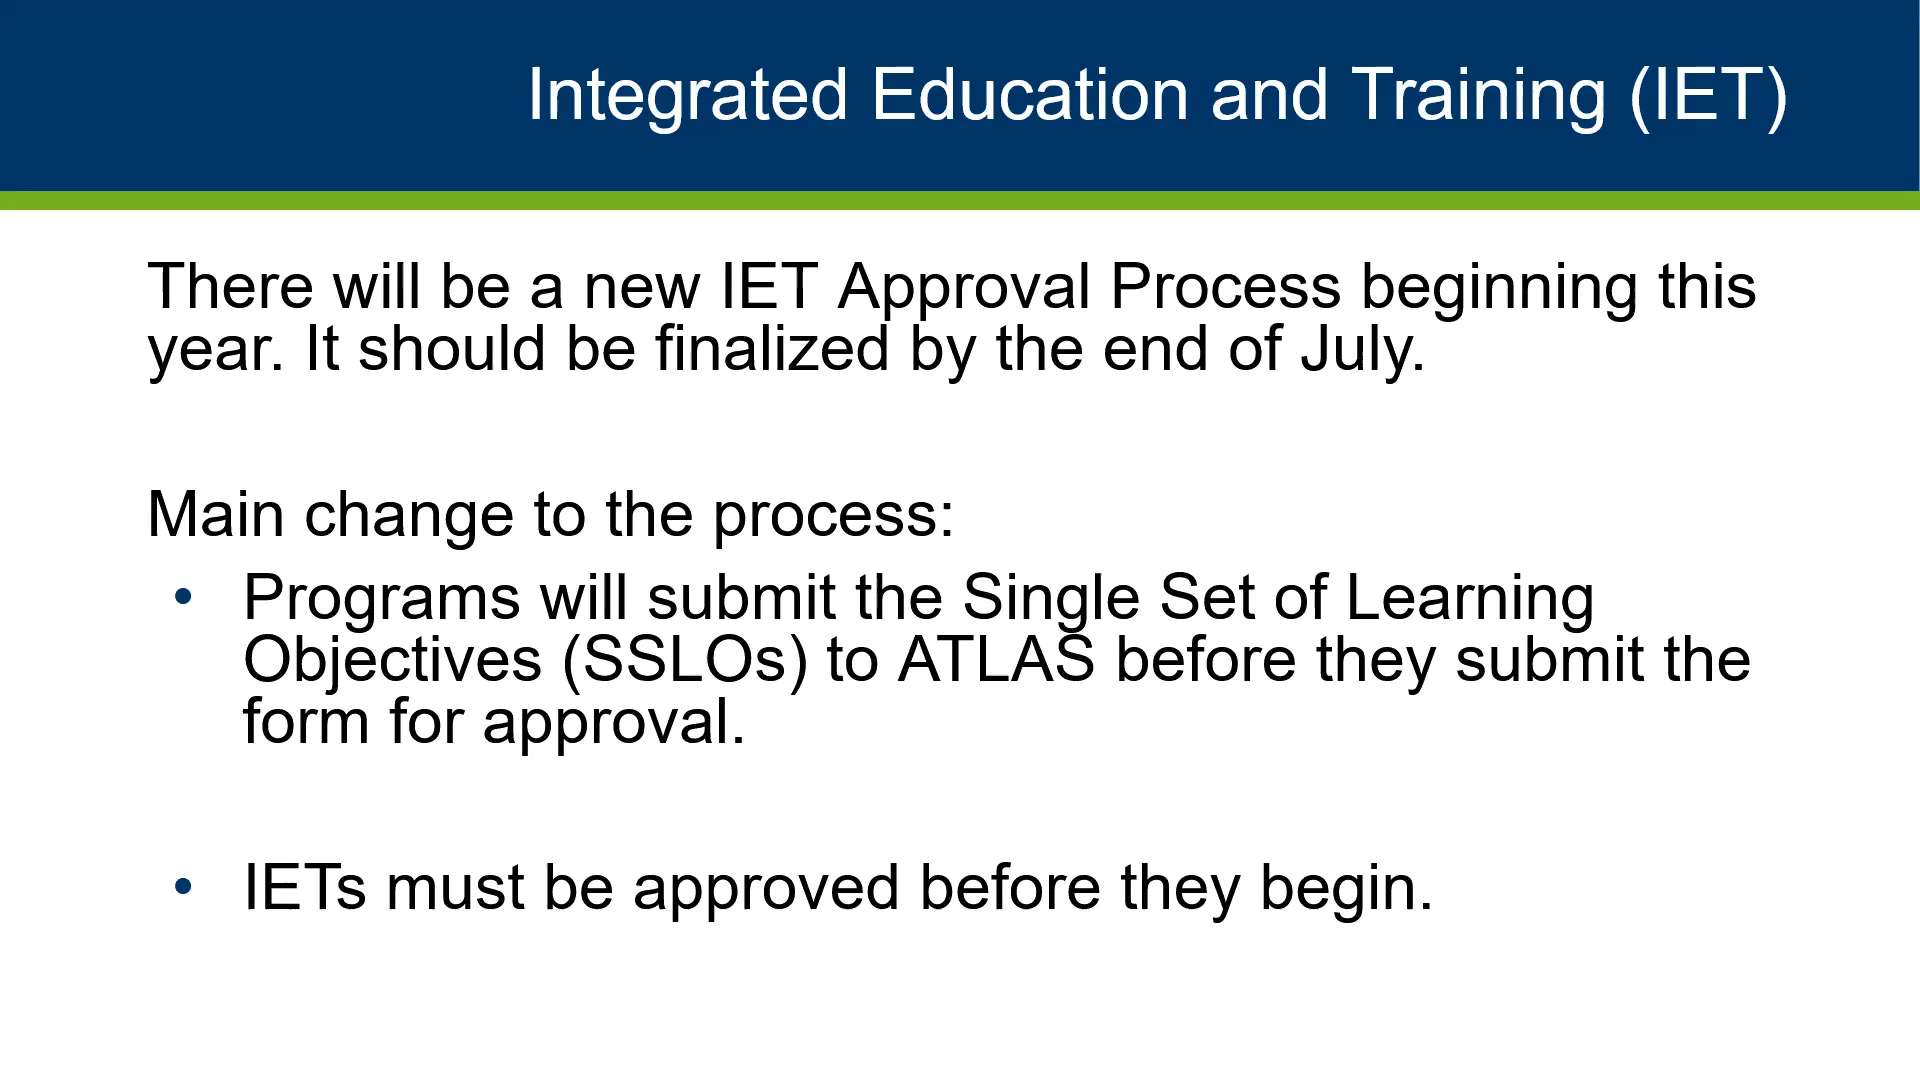 Integrated Education and Training (IET)
There will be a new IET Approval Process beginning this
year. It should be finalized by the end of July.
Main change to the process:
• Programs will submit the Single Set of Learning
Objectives (SSLOs) to ATLAS before they submit the
form for approval.
• IETs must be approved before they begin.